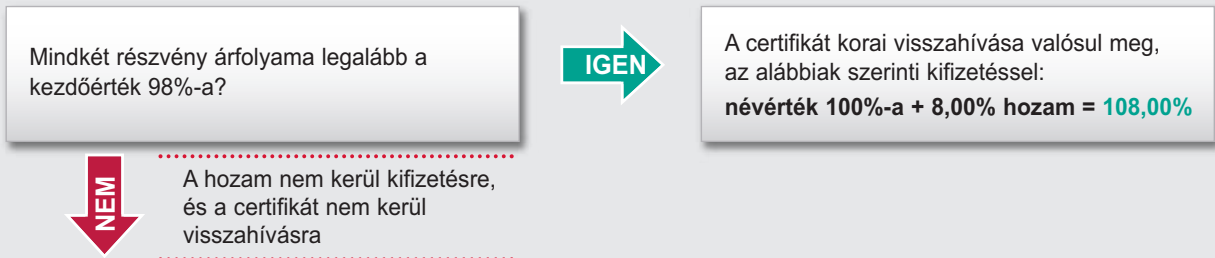 Mindkét részvény árfolyama legalább a
kezdőérték 98%-a?
IGEN
A certifikát korai visszahívása valósul meg,
az alábbiak szerinti kifizetéssel:
névérték 100%-a + 8,00% hozam = 108,00%
NEM
A hozam nem kerül kifizetésre,
és a certifikát nem kerül
visszahívásra